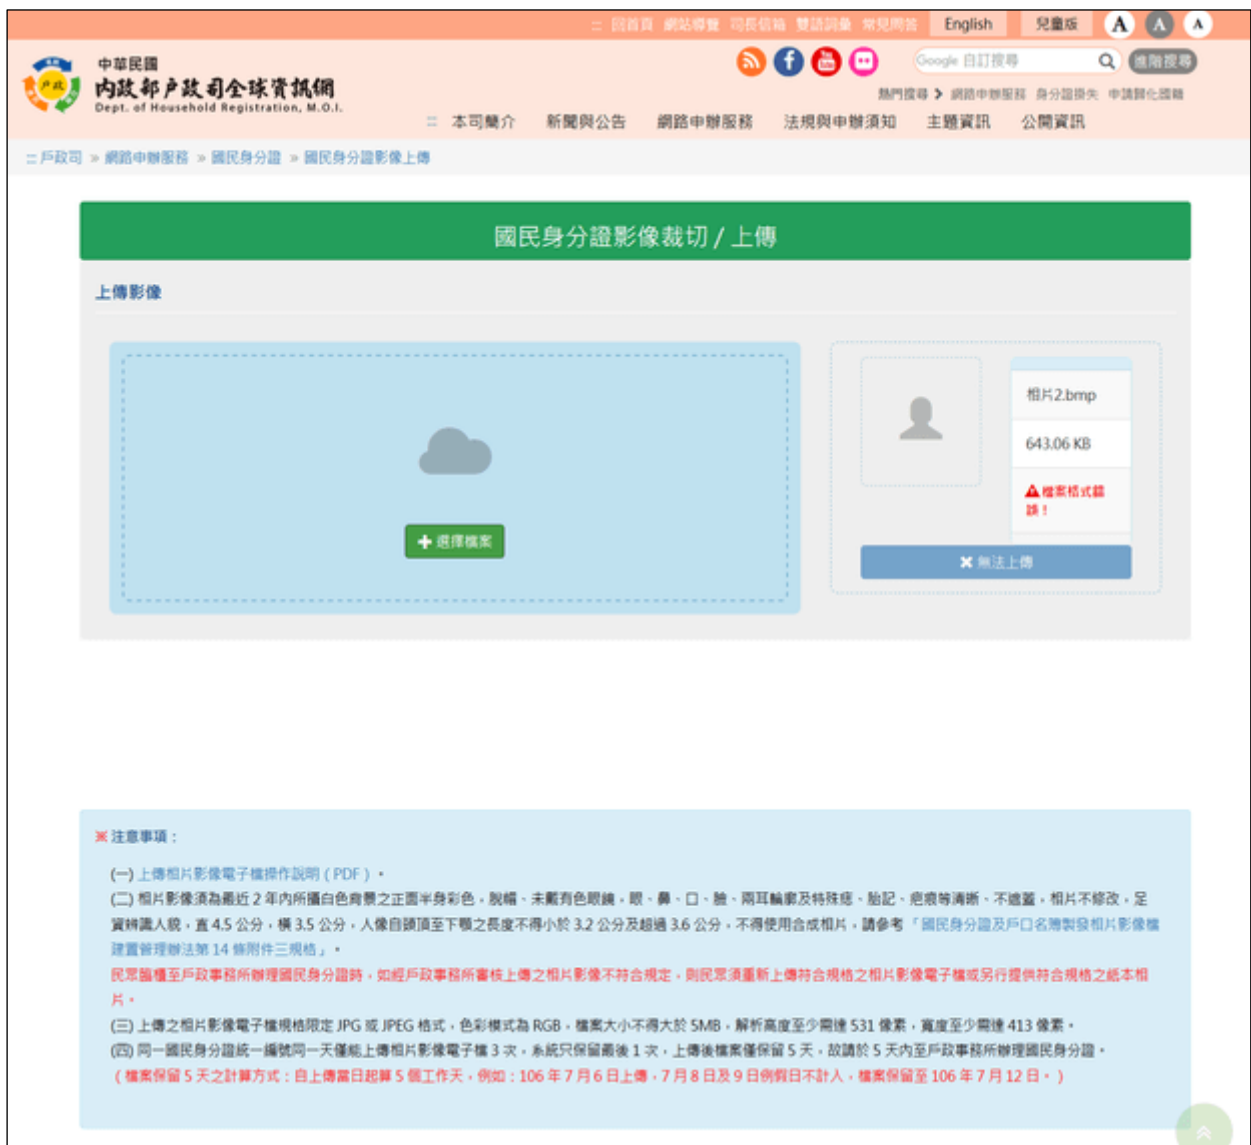 :: 回首頁 網站導覽 司長信箱 雙語詞彙 常見問答 English 兒童版 A A A
中華民國
內政部戶政司全球資訊網
Dept. of Household Registration, M.O.I.
Google 自訂搜尋 進階搜尋
熱門搜尋 網路申辦服務 身分證掛失 申請歸化國籍
:: 本司簡介 新聞與公告 網路申辦服務 法規與申辦須知 主題資訊 公開資訊
:: 戶政司 » 網路申辦服務 » 國民身分證 » 國民身分證影像上傳
國民身分證影像裁切 / 上傳
上傳影像
選擇檔案
相片2.bmp
643.06 KB
檔案格式錯
誤！
無法上傳
※注意事項：
(一) 上傳相片影像電子檔操作說明 ( PDF ) 。
(二) 相片影像須為最近 2 年內所攝白色背景之正面半身彩色，脫帽、未戴有色眼鏡，眼、鼻、口、臉、兩耳輪廓及特殊痣、胎記、疤痕等清晰、不遮蓋，相片不修改，足
資辨識人貌，直 4.5 公分，橫 3.5 公分，人像自頭頂至下顎之長度不得小於 3.2 公分及超過 3.6 公分，不得使用合成相片，請參考「國民身分證及戶口名簿製發相片影像檔
建置管理辦法第 14 條附件三規格」。
民眾臨櫃至戶政事務所辦理國民身分證時，如經戶政事務所審核上傳之相片影像不符合規定，則民眾須重新上傳符合規格之相片影像電子檔或另行提供符合規格之紙本相
片。
(三) 上傳之相片影像電子檔規格限定 JPG 或 JPEG 格式，色彩模式為 RGB，檔案大小不得大於 5MB，解析高度至少需達 531 像素，寬度至少需達 413 像素。
(四) 同一國民身分證統一編號同一天僅能上傳相片影像電子檔 3 次，系統只保留最後 1 次，上傳後檔案僅保留 5 天，故請於 5 天內至戶政事務所辦理國民身分證。
( 檔案保留 5 天之計算方式：自上傳當日起算 5 個工作天，例如：106 年 7 月 6 日上傳，7 月 8 日及 9 日例假日不計入，檔案保留至 106 年 7 月 12 日。)